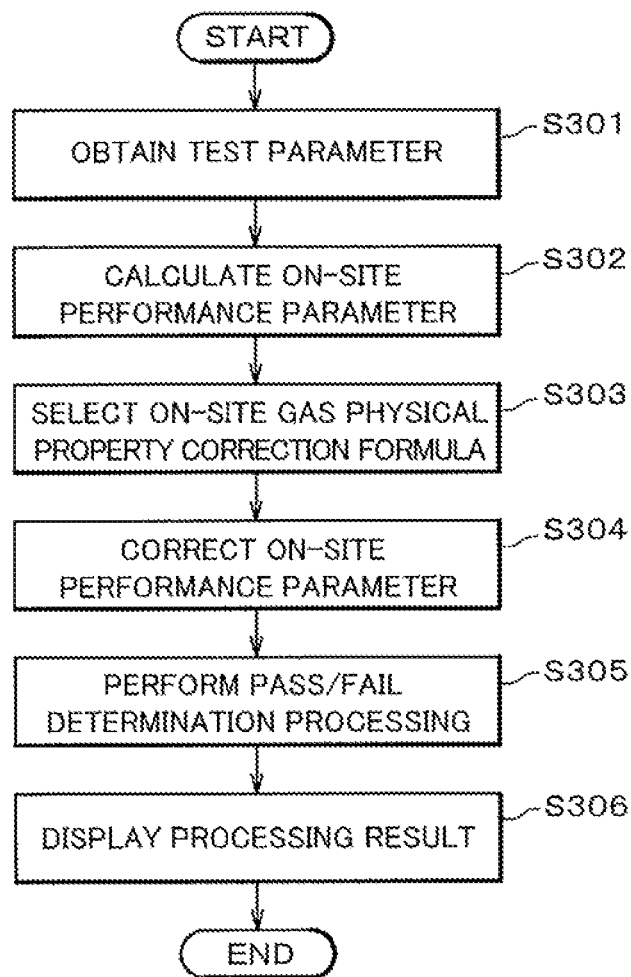 START
OBTAIN TEST PARAMETER
S301
CALCULATE ON-SITE
PERFORMANCE PARAMETER
S302
SELECT ON-SITE GAS PHYSICAL
PROPERTY CORRECTION FORMULA
S303
CORRECT ON-SITE
PERFORMANCE PARAMETER
S304
PERFORM PASS/FAIL
DETERMINATION PROCESSING
S305
DISPLAY PROCESSING RESULT
S306
END